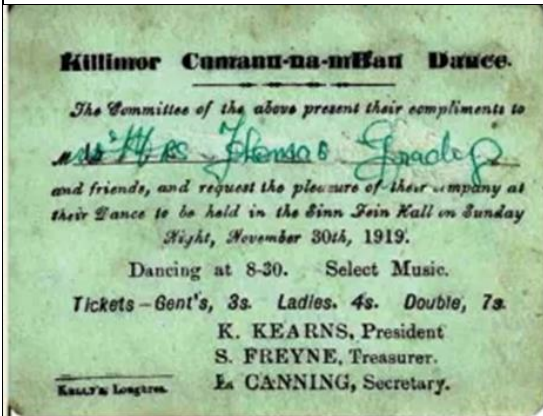 Killimor Cumann-na-mBan Dance.
The Committee of the above present their compliments to
Mrs Thomas Grady
and friends, and request the pleasure of their company at
their Dance to be held in the Sinn Fein Hall on Sunday
Night, November 30th, 1919.
Dancing at 8-30. Select Music.
Tickets—Gent's, 3s. Ladies. 4s. Double, 7s.
K. KEARNS, President
S. FREYNE, Treasurer.
CANNING, Secretary.
KELLY'S